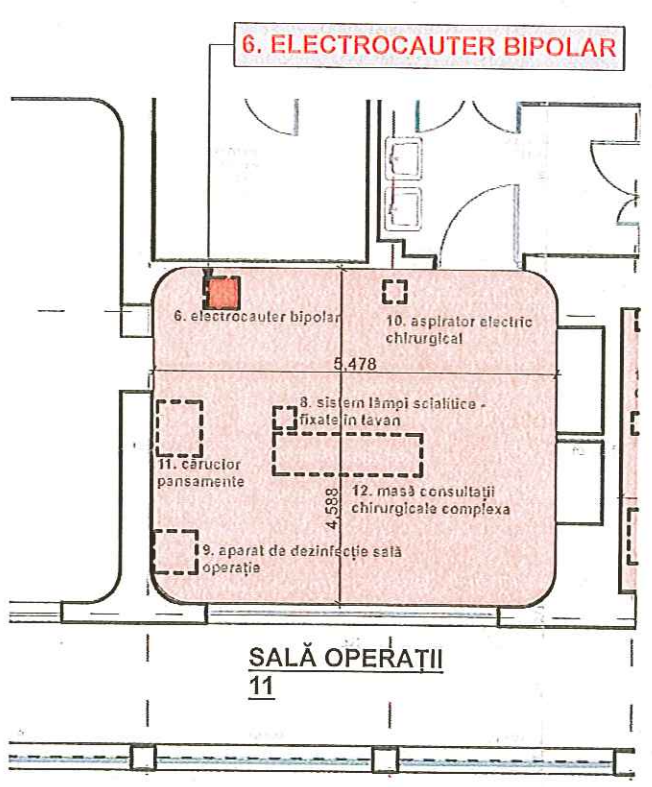 6. ELECTROCAUTER BIPOLAR
6. electrocauter bipolar
10. aspirator electric
chirurgical
5,478
8. sistem lămpi scialitice -
fixate în tavan
11. cărucior
pansamente
12. masă consultații
chirurgicale complexa
4,588
9. aparat de dezinfecție sală
operație
SALĂ OPERAȚII
11